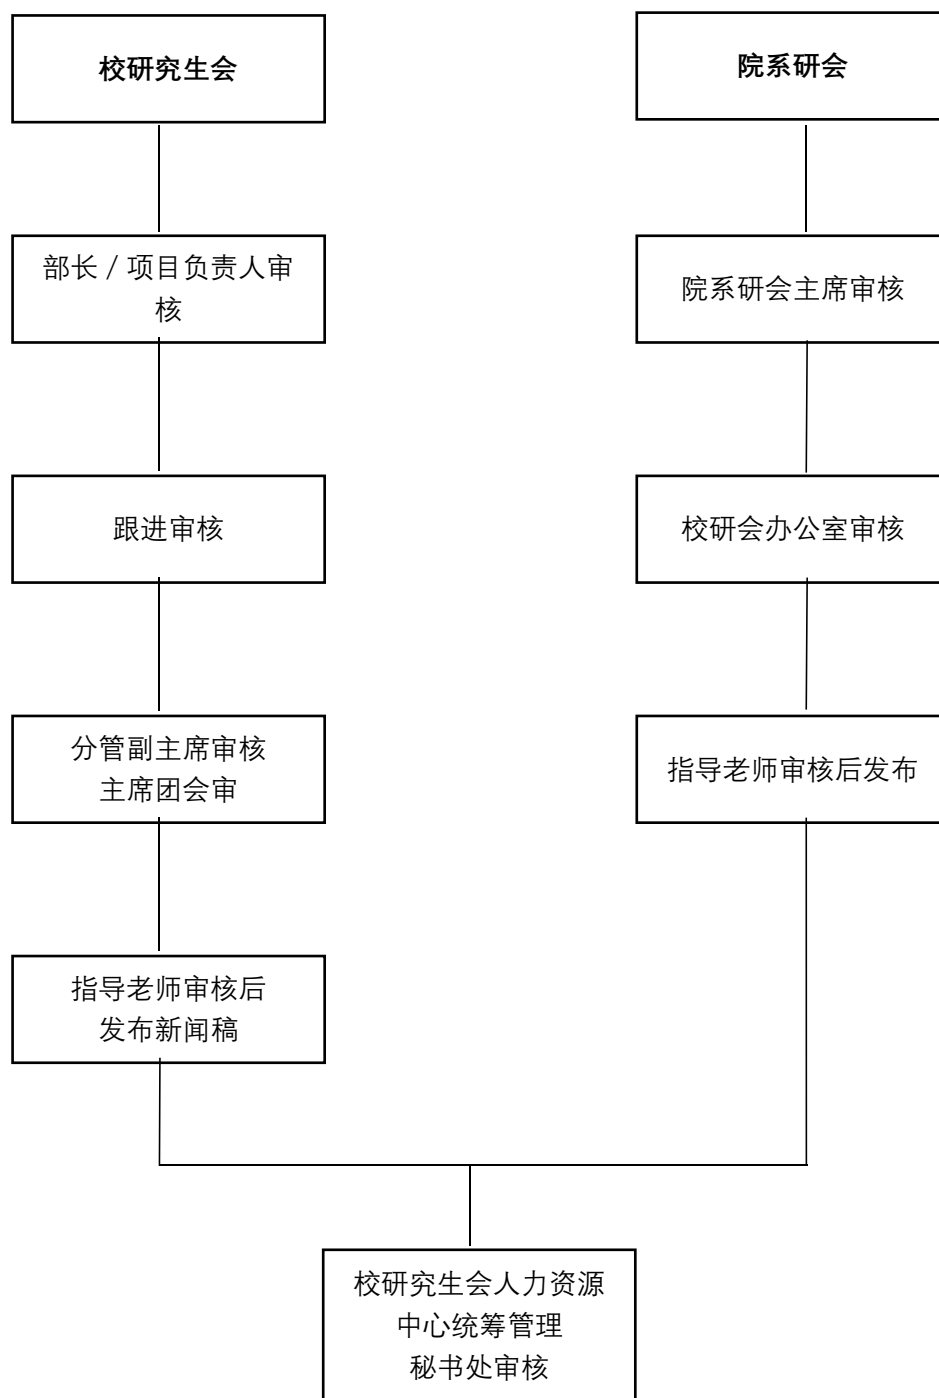 校研究生会
院系研会
部长 / 项目负责人审
核
院系研会主席审核
跟进审核
校研会办公室审核
分管副主席审核
主席团会审
指导老师审核后发布
指导老师审核后
发布新闻稿
校研究生会人力资源
中心统筹管理
秘书处审核